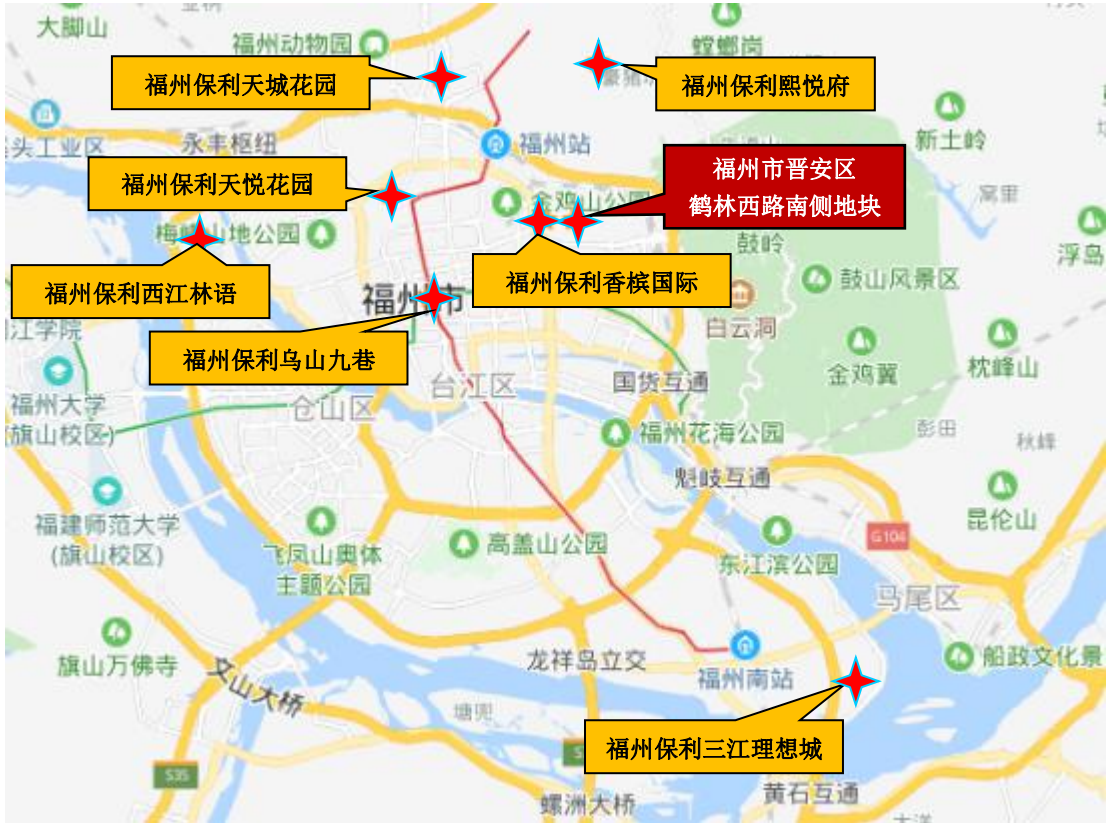 大脚山
福州动物园
螳螂岗
福州保利天城花园
福州保利熙悦府
新土岭
头工业区
永丰枢纽
福州站
福州市晋安区
鹤林西路南侧地块
福州保利天悦花园
金鸡山公园
窝里
梅峰山地公园
鼓岭
浮岛
福州保利西江林语
福州保利香槟国际
鼓山风景区
福州市
白云洞
江学院
福州保利乌山九巷
金鸡翼
枕峰山
台江区
国货互通
福州大学
(旗山校区)
仓山区
福州花海公园
彭田
秋峰
魁岐互通
福建师范大学
(旗山校区)
昆伦山
飞凤山奥体
主题公园
高盖山公园
G104
东江滨公园
马尾区
旗山万佛寺
龙祥岛立交
福州南站
船政文化景
文山大桥
塘兜
福州保利三江理想城
S35
螺洲大桥
黄石互通